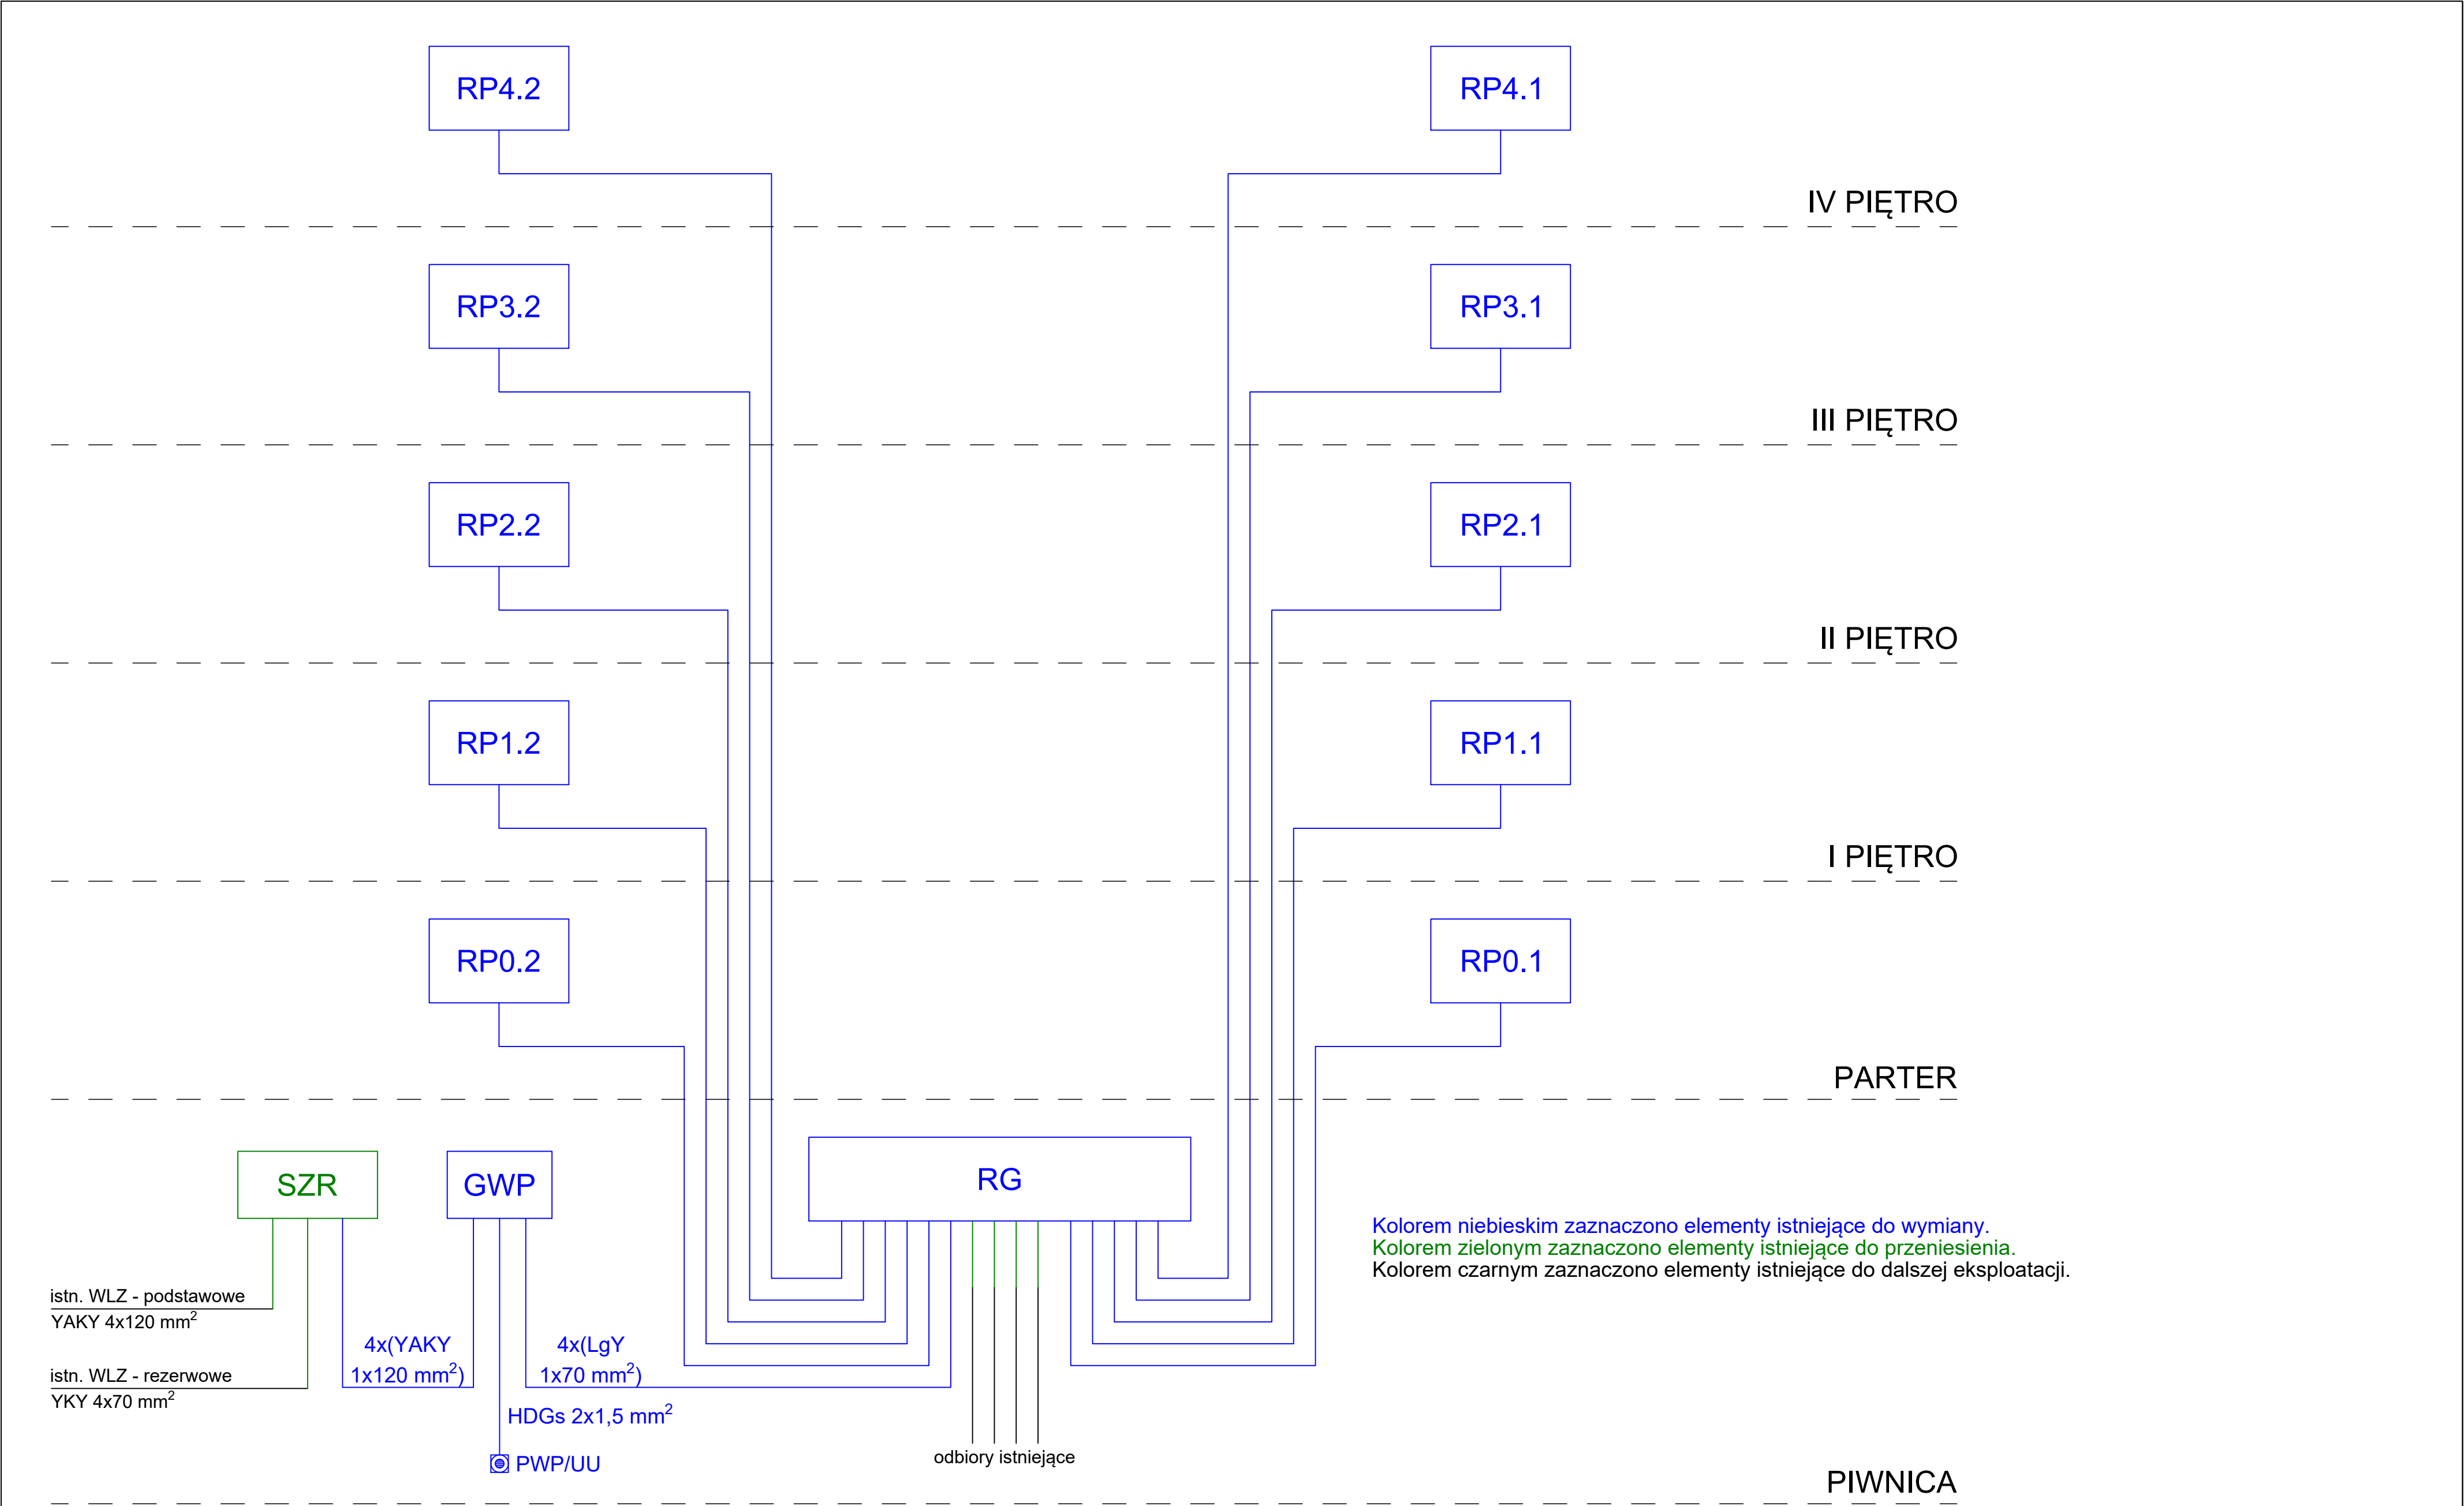 RP4.2
RP4.1
IV PIĘTRO
RP3.2
RP3.1
III PIĘTRO
RP2.2
RP2.1
II PIĘTRO
RP1.2
RP1.1
I PIĘTRO
RP0.2
RP0.1
PARTER
SZR
GWP
RG
Kolorem niebieskim zaznaczono elementy istniejące do wymiany.
Kolorem zielonym zaznaczono elementy istniejące do przeniesienia.
Kolorem czarnym zaznaczono elementy istniejące do dalszej eksploatacji.
istn. WLZ - podstawowe
YAKY 4x120 mm²
istn. WLZ - rezerwowe
YKY 4x70 mm²
4x(YAKY
1x120 mm²)
4x(LgY
1x70 mm²)
HDGs 2x1,5 mm²
PWP/UU
odbiory istniejące
PIWNICA